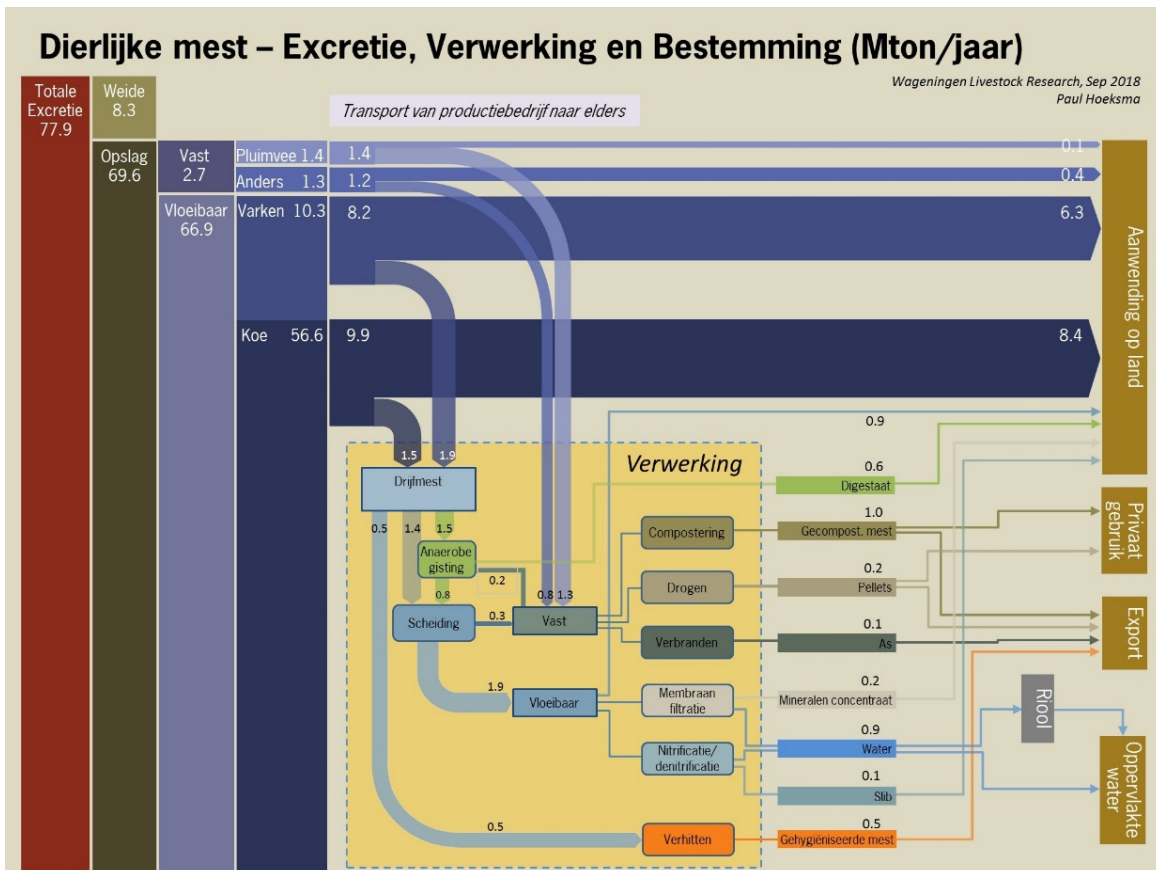 Dierlijke mest – Excretie, Verwerking en Bestemming (Mton/jaar)
Wageningen Livestock Research, Sep 2018
Paul Hoeksma
Totale
Excretie
77.9
Weide
8.3
Transport van productiebedrijf naar elders
Opslag
69.6
Vast
2.7
Pluimvee 1.4
1.4
0.1
Anders 1.3
1.2
0.4
Vloeibaar
66.9
Varken 10.3
8.2
6.3
Koe 56.6
9.9
8.4
Aanwending op land
1.5
1.9
Verwerking
0.9
Drijfmest
0.6
Digestaat
0.5
1.4
1.5
Anaerobe
gisting
0.2
0.8
Scheiding
0.3
0.8
1.3
Vast
Compostering
1.0
Gecompost. mest
Privaat
gebruik
Drogen
0.2
Pellets
Verbranden
0.1
As
Export
1.9
Vloeibaar
Membraan
filtratie
0.2
Mineralen concentraat
Riool
Nitrificatie/
denitrificatie
0.9
Water
0.1
Slib
Oppervlakte
water
0.5
Verhitten
0.5
Gehygiëniseerde mest